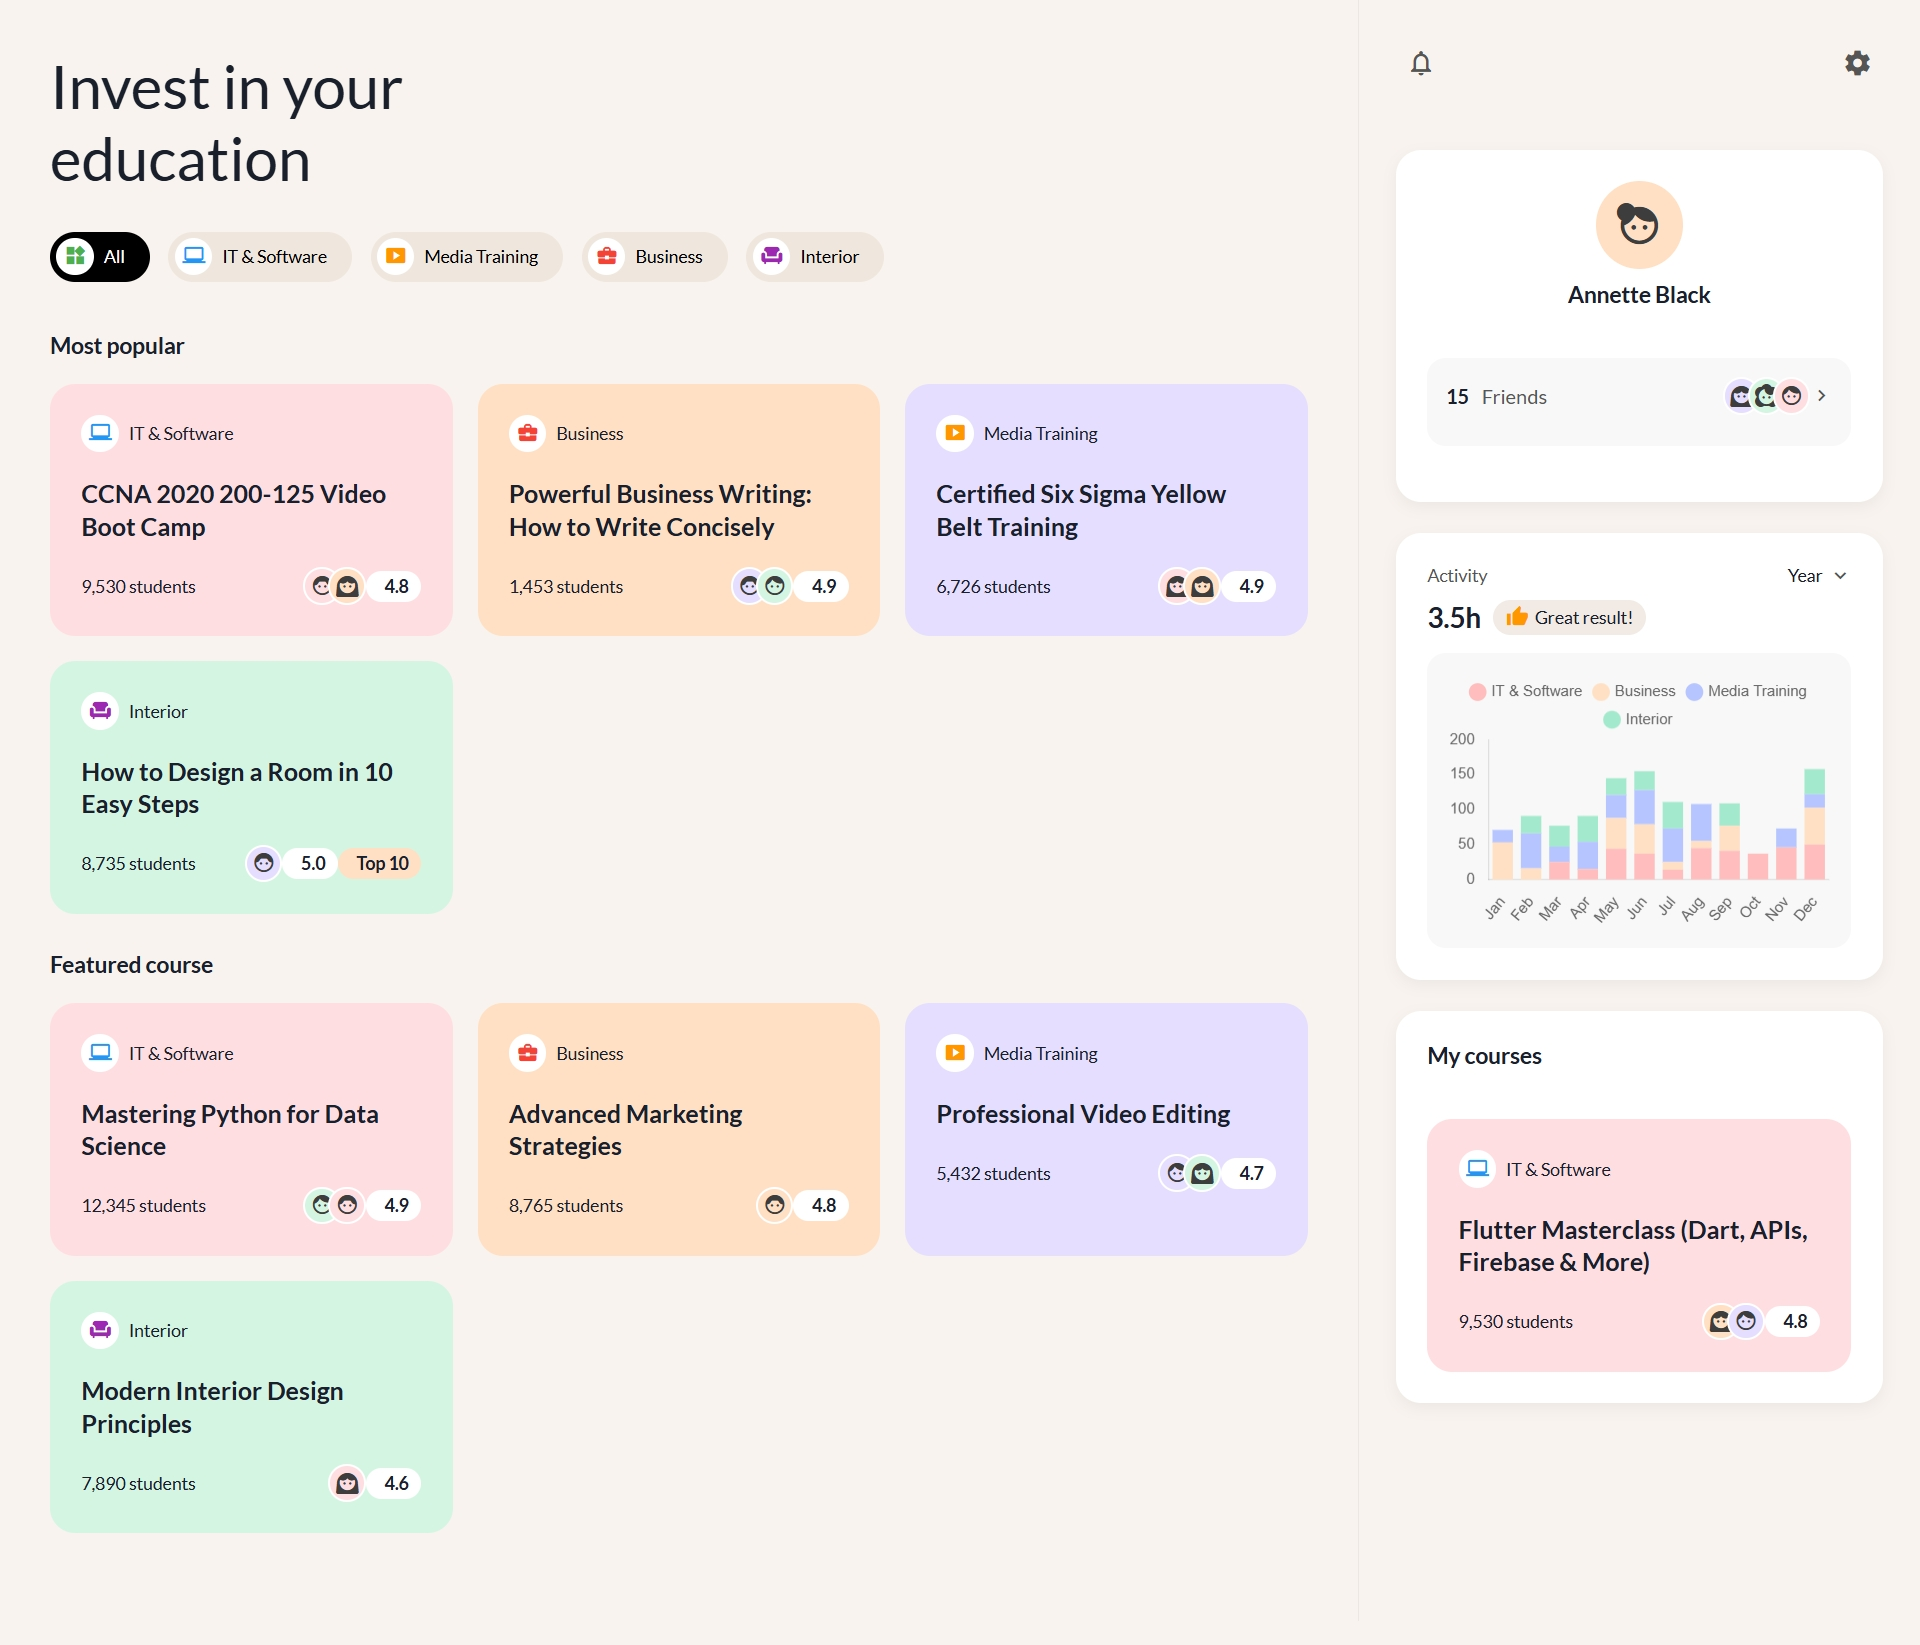 Invest in your
education
All
IT & Software
Media Training
Business
Interior
Most popular
IT & Software
CCNA 2020 200-125 Video
Boot Camp
9,530 students
4.8
Business
Powerful Business Writing:
How to Write Concisely
1,453 students
4.9
Media Training
Certified Six Sigma Yellow
Belt Training
6,726 students
4.9
Interior
How to Design a Room in 10
Easy Steps
8,735 students
5.0
Top 10
Featured course
IT & Software
Mastering Python for Data
Science
12,345 students
4.9
Business
Advanced Marketing
Strategies
8,765 students
4.8
Media Training
Professional Video Editing
5,432 students
4.7
Interior
Modern Interior Design
Principles
7,890 students
4.6
Annette Black
15 Friends
Activity
Year
3.5h
Great result!
IT & Software
Business
Media Training
Interior
200
150
100
50
0
Jan
Feb
Mar
Apr
May
Jun
Jul
Aug
Sep
Oct
Nov
Dec
My courses
IT & Software
Flutter Masterclass (Dart, APIs,
Firebase & More)
9,530 students
4.8